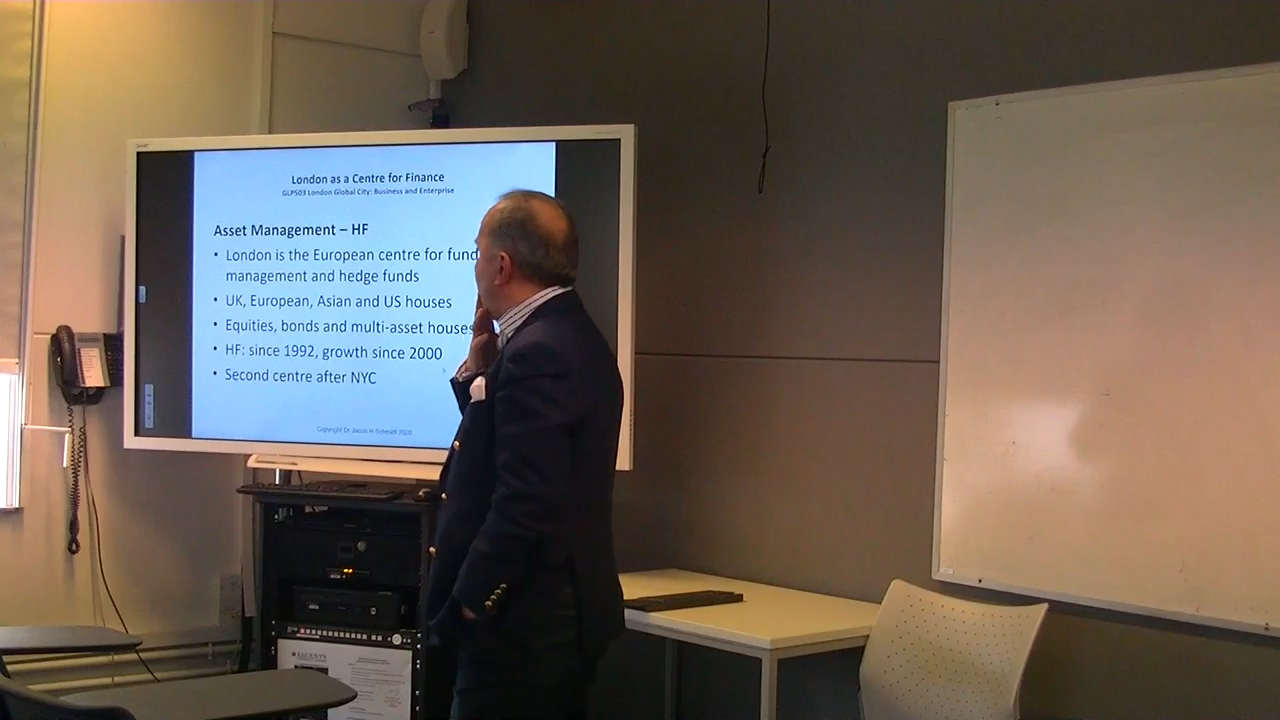 London as a Centre for Finance
GLP503 London Global City: Business and Enterprise
Asset Management – HF
• London is the European centre for fund
management and hedge funds
• UK, European, Asian and US houses
• Equities, bonds and multi-asset houses
• HF: since 1992, growth since 2000
• Second centre after NYC
Copyright Dr Jacob H Schmidt 2020
REGENT'S